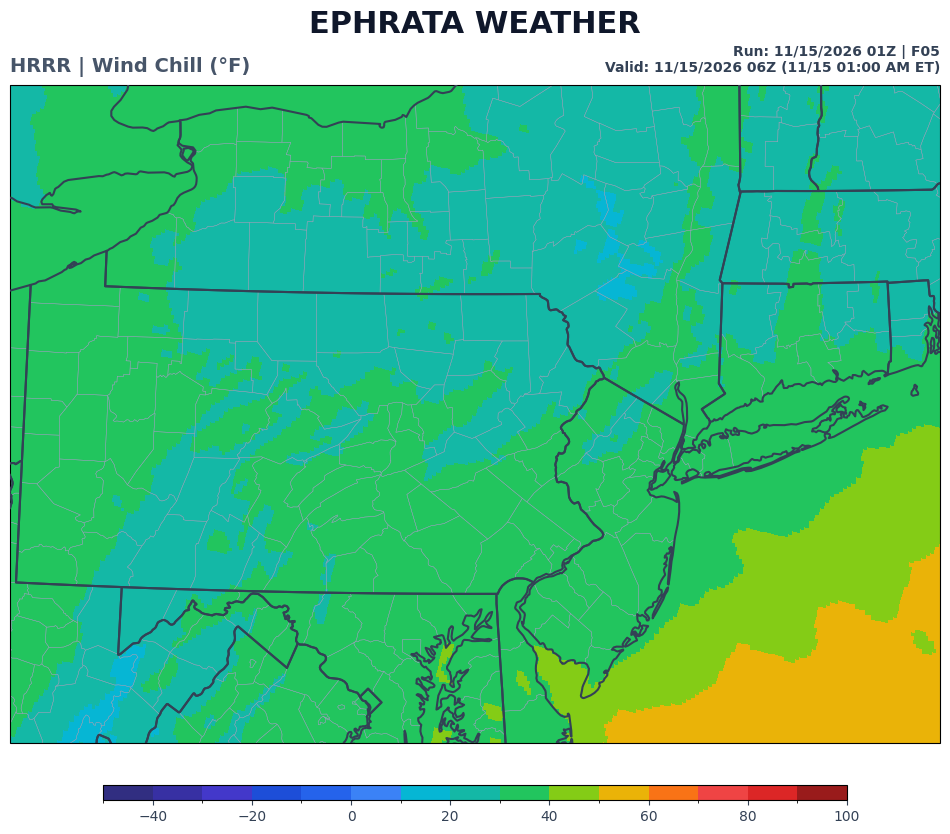 EPHRATA WEATHER
HRRR | Wind Chill (°F)
Run: 11/15/2026 01Z | F05
Valid: 11/15/2026 06Z (11/15 01:00 AM ET)
−40 −20 0 20 40 60 80 100